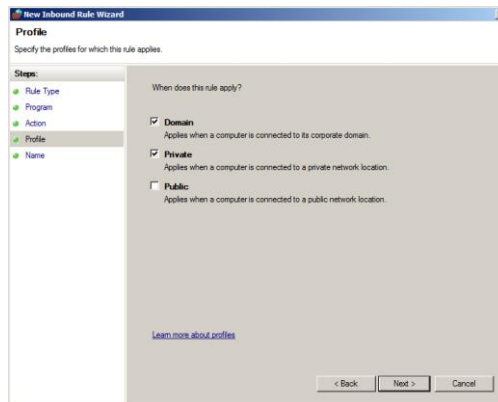 New Inbound Rule Wizard
Profile
Specify the profiles for which this rule applies.
Steps:
Rule Type
Program
Action
Profile
Name
When does this rule apply?
Domain
Applies when a computer is connected to its corporate domain.
Private
Applies when a computer is connected to a private network location.
Public
Applies when a computer is connected to a public network location.
Learn more about profiles
< Back
Next >
Cancel